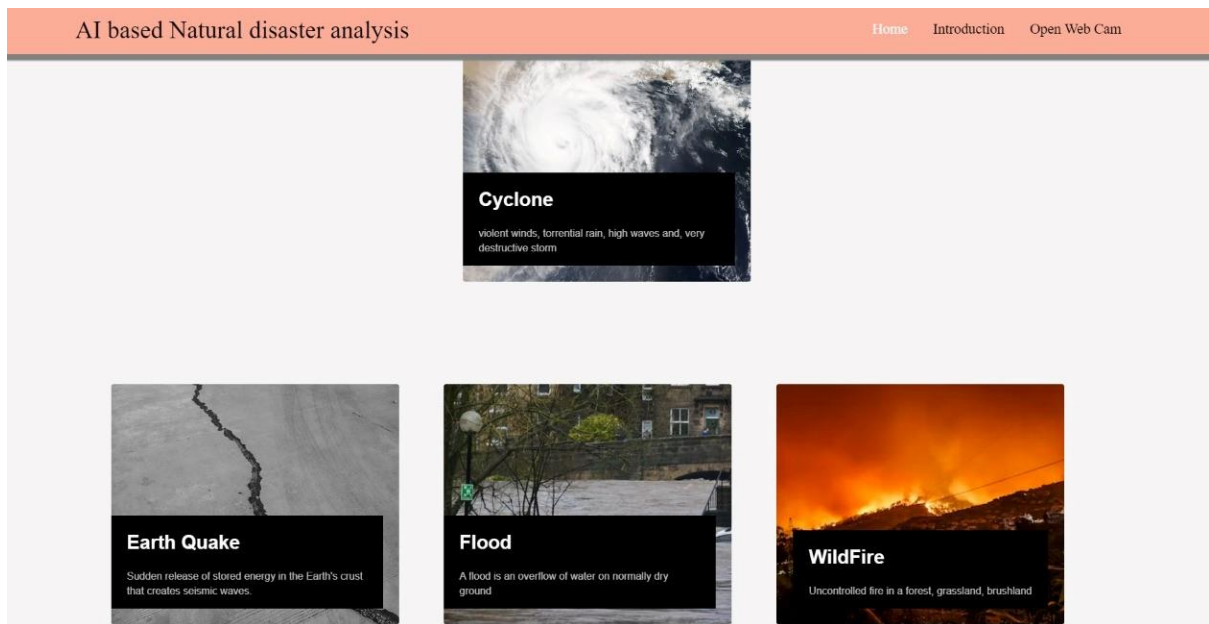 AI based Natural disaster analysis
Home Introduction Open Web Cam
Cyclone
violent winds, torrential rain, high waves and, very
destructive storm
Earth Quake
Sudden release of stored energy in the Earth's crust
that creates seismic waves.
Flood
A flood is an overflow of water on normally dry
ground
WildFire
Uncontrolled fire in a forest, grassland, brushland